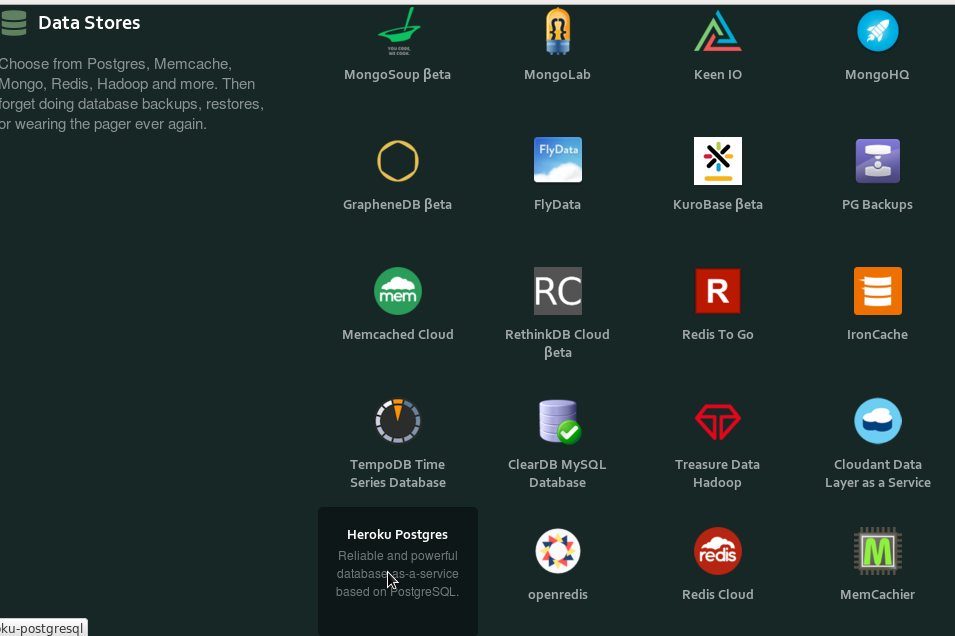 Data Stores
Choose from Postgres, Memcache,
Mongo, Redis, Hadoop and more. Then
forget doing database backups, restores,
or wearing the pager ever again.
YOU COOK,
WE CODE.
MongoSoup βeta
MongoLab
Keen IO
MongoHQ
FlyData
GrapheneDB βeta
FlyData
KuroBase βeta
PG Backups
mem
RC
R
Memcached Cloud
RethinkDB Cloud
βeta
Redis To Go
IronCache
TempoDB Time
Series Database
ClearDB MySQL
Database
Treasure Data
Hadoop
Cloudant Data
Layer as a Service
Heroku Postgres
Reliable and powerful
database-as-a-service
based on PostgreSQL.
redis
M
openredis
Redis Cloud
MemCachier
oku-postgresql